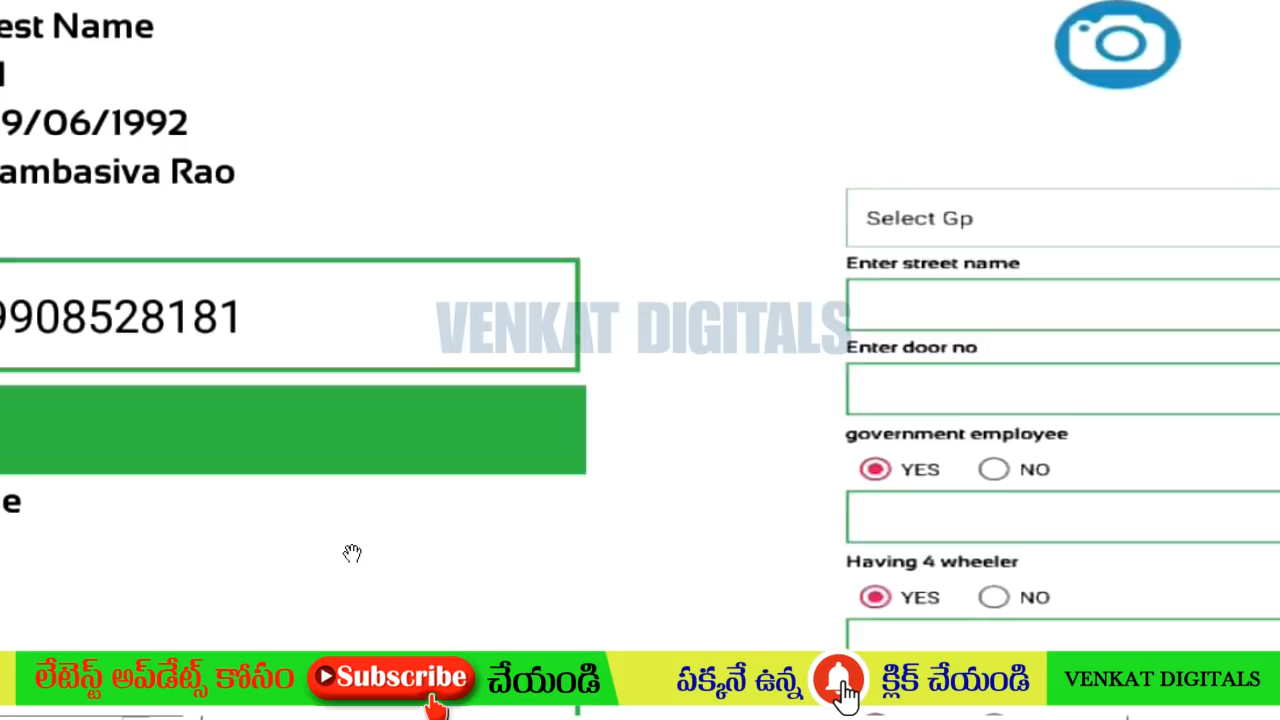 est Name
9/06/1992
ambasiva Rao
9908528181
e
Select Gp
Enter street name
Enter door no
government employee
YES NO
Having 4 wheeler
YES NO
VENKAT DIGITALS
లేటెస్ట్ అప్‌డేట్స్ కోసం Subscribe చేయండి పక్కనే ఉన్న క్లిక్ చేయండి VENKAT DIGITALS